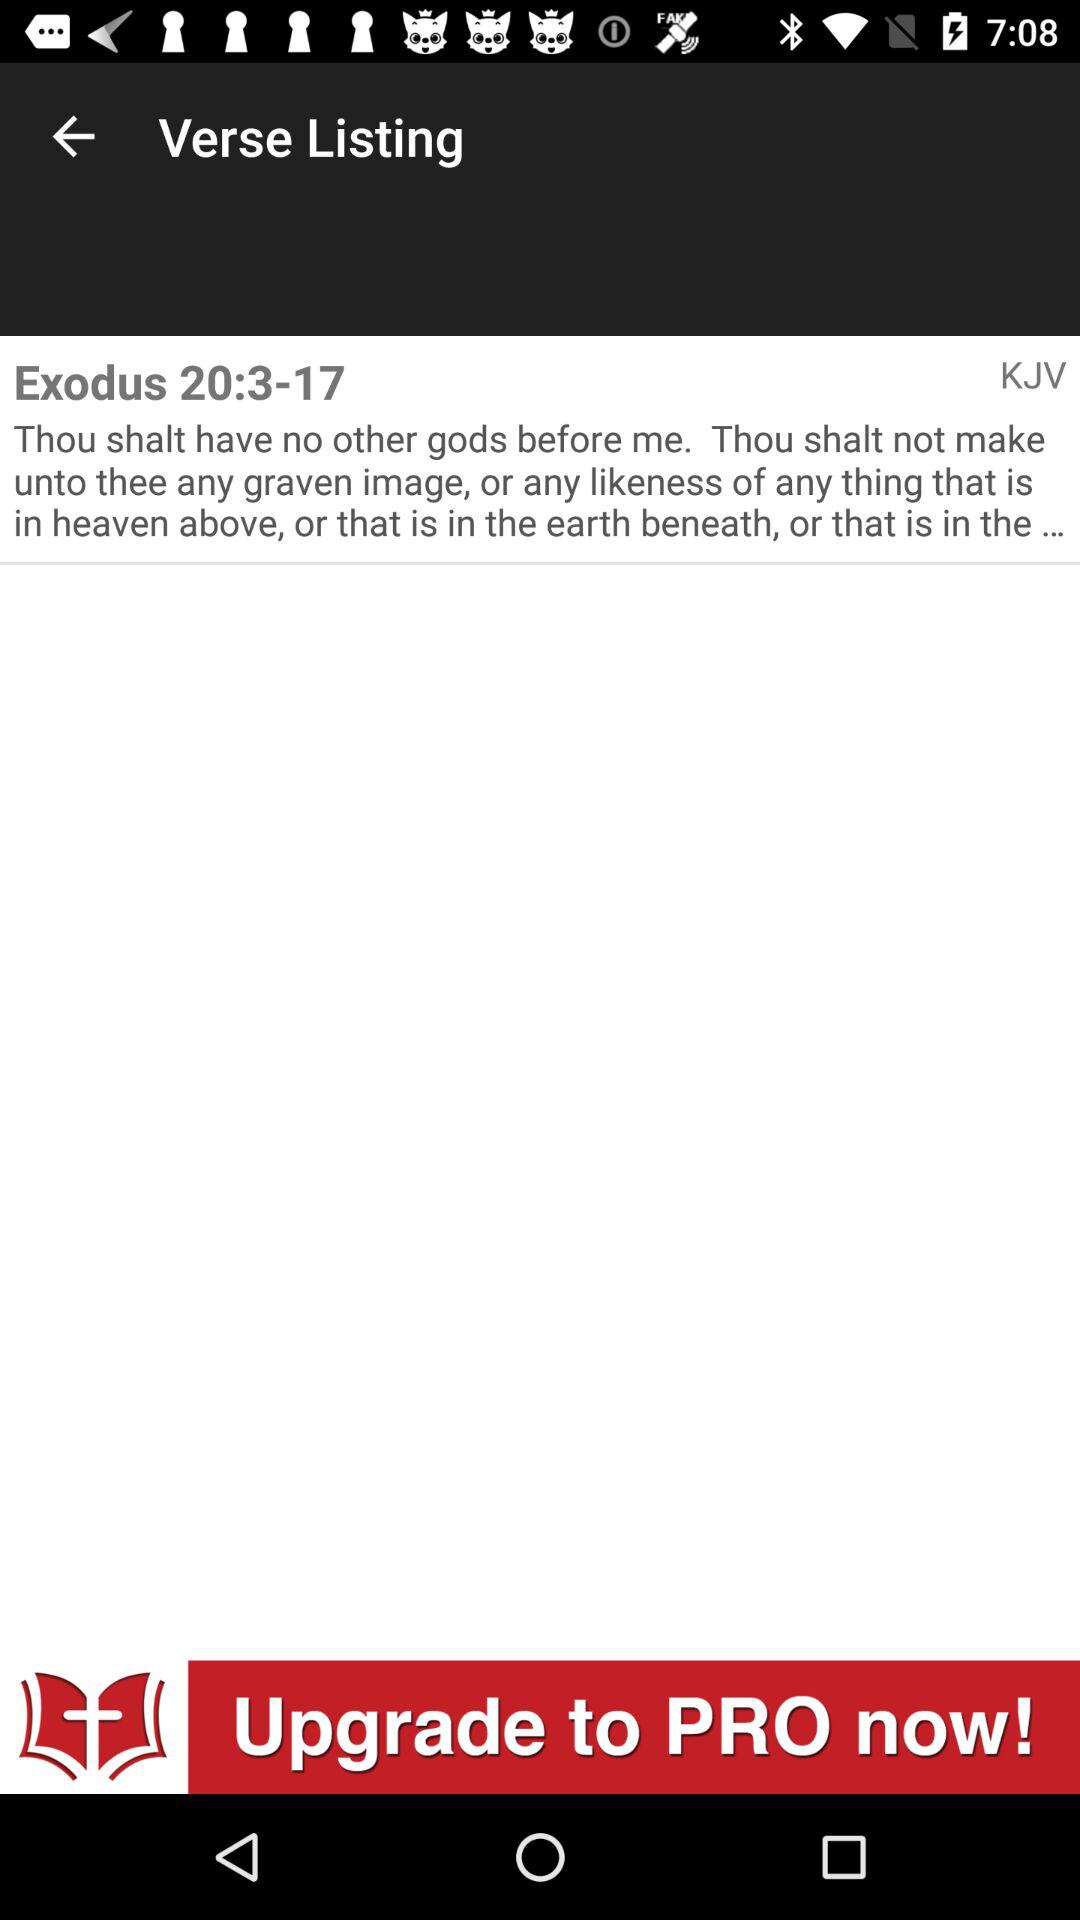 FAKE
7:08
Verse Listing
Exodus 20:3-17
KJV
Thou shalt have no other gods before me.  Thou shalt not make
unto thee any graven image, or any likeness of any thing that is
in heaven above, or that is in the earth beneath, or that is in the ...
Upgrade to PRO now!